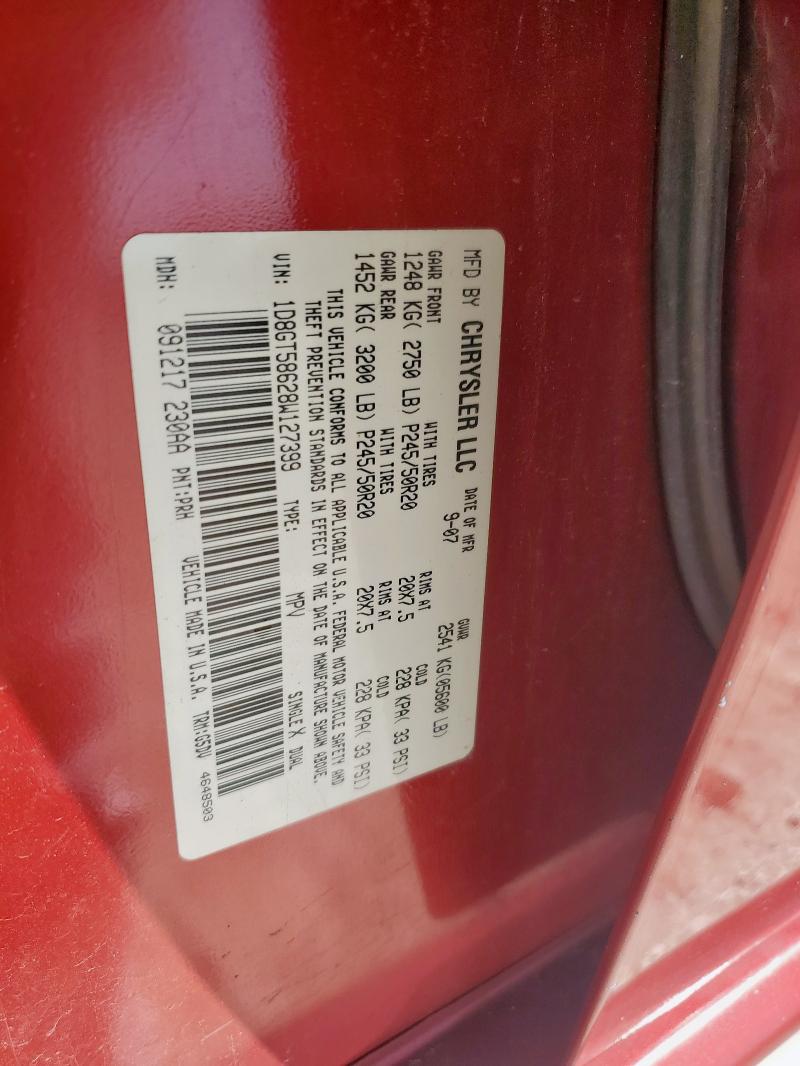 MFD BY CHRYSLER LLC DATE OF MFR 9-07 GVWR 2541 KG(05600 LB)
GAWR FRONT WITH TIRES RIMS AT COLD
1248 KG( 2750 LB) P245/50R20 20X7.5 228 KPA( 33 PSI)
GAWR REAR WITH TIRES RIMS AT COLD
1452 KG( 3200 LB) P245/50R20 20X7.5 228 KPA( 33 PSI)
THIS VEHICLE CONFORMS TO ALL APPLICABLE U.S.A. FEDERAL MOTOR VEHICLE SAFETY AND
THEFT PREVENTION STANDARDS IN EFFECT ON THE DATE OF MANUFACTURE SHOWN ABOVE.
VIN: 1D8GT58628W127399 TYPE: MPV SINGLE X DUAL
MDH: 091217 230AA PNT:PRH VEHICLE MADE IN U.S.A. TRM:G5DV 4648503